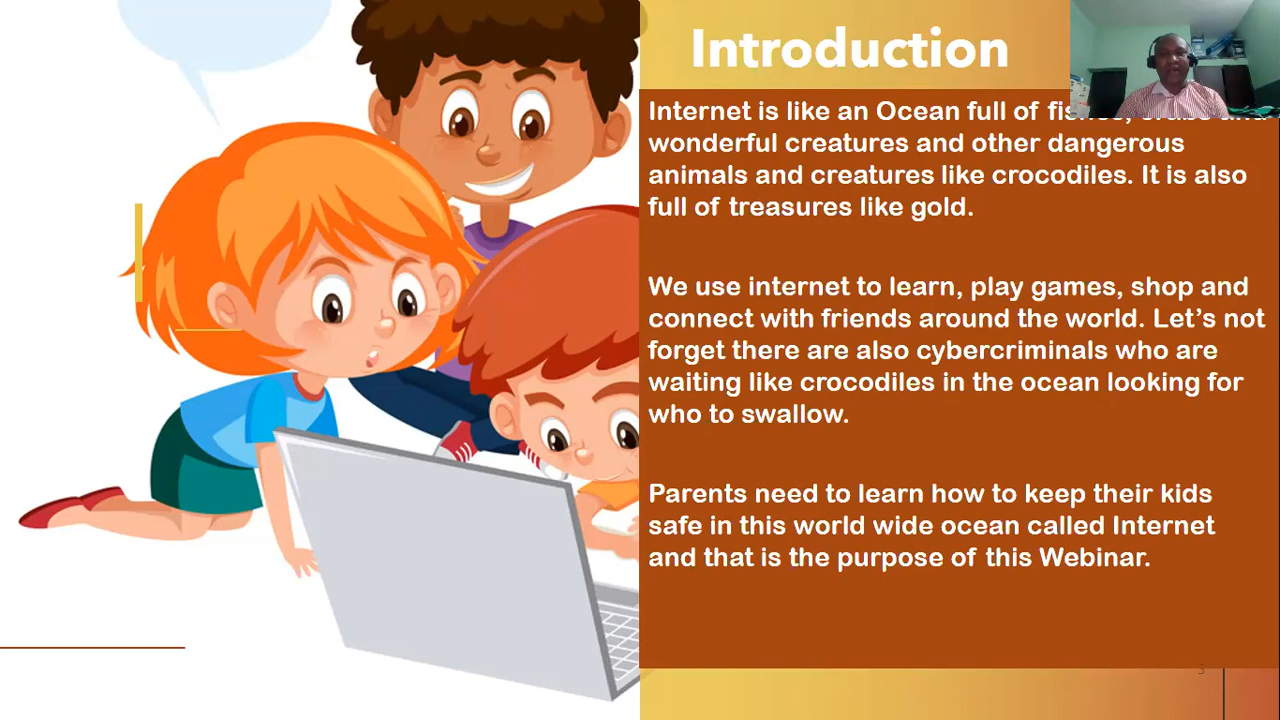 Introduction
Internet is like an Ocean full of
wonderful creatures and other dangerous
animals and creatures like crocodiles. It is also
full of treasures like gold.
We use internet to learn, play games, shop and
connect with friends around the world. Let's not
forget there are also cybercriminals who are
waiting like crocodiles in the ocean looking for
who to swallow.
Parents need to learn how to keep their kids
safe in this world wide ocean called Internet
and that is the purpose of this Webinar.
3